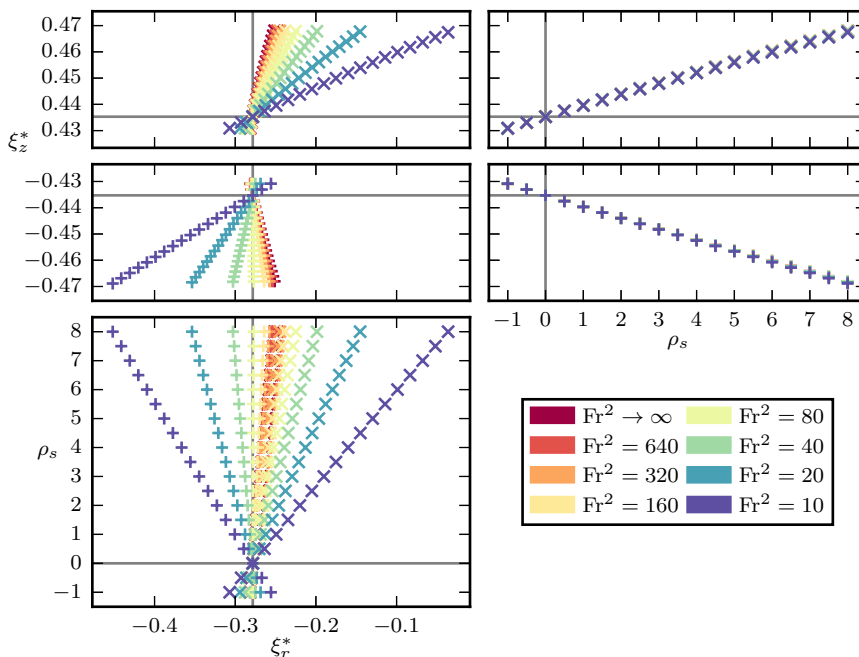 0.47
0.46
0.45
0.44
0.43
ξ*z
−0.43
−0.44
−0.45
−0.46
−0.47
−1 0 1 2 3 4 5 6 7 8
ρs
8
7
6
5
4
3
2
1
0
−1
ρs
−0.4 −0.3 −0.2 −0.1
ξ*r
Fr² → ∞
Fr² = 640
Fr² = 320
Fr² = 160
Fr² = 80
Fr² = 40
Fr² = 20
Fr² = 10